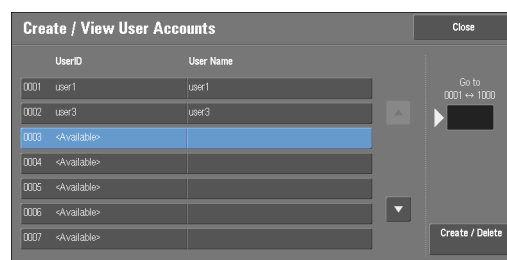 Create / View User Accounts
Close
UserID User Name
0001 user1 user1
0002 user3 user3
0003 <Available>
0004 <Available>
0005 <Available>
0006 <Available>
0007 <Available>
Go to
0001 ↔ 1000
Create / Delete